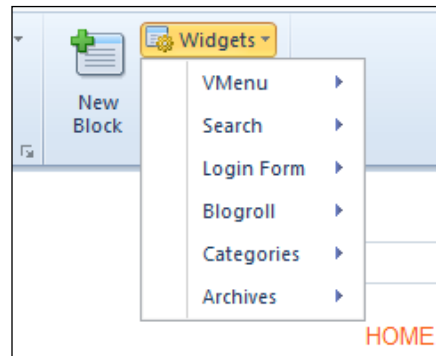 Widgets
New
Block
VMenu
Search
Login Form
Blogroll
Categories
Archives
HOME